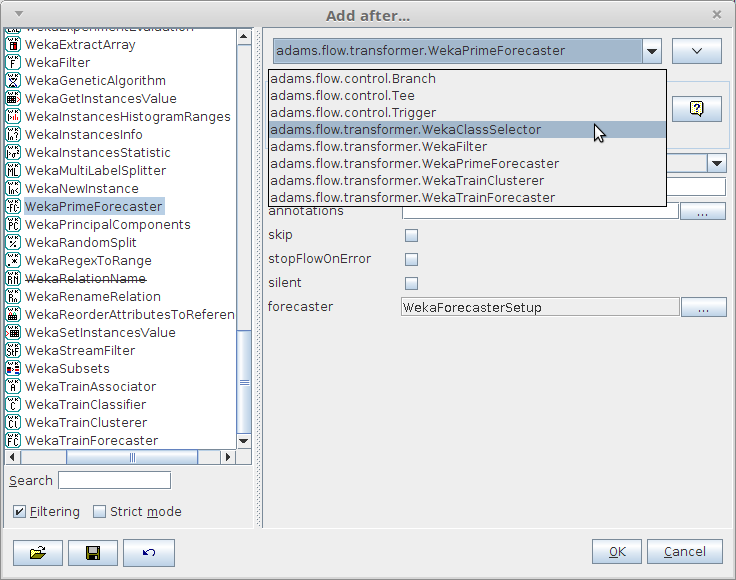 Add after...
WekaExperimentEvaluation
WekaExtractArray
WekaFilter
WekaGeneticAlgorithm
WekaGetInstancesValue
WekaInstancesHistogramRanges
WekaInstancesInfo
WekaInstancesStatistic
WekaMultiLabelSplitter
WekaNewInstance
WekaPrimeForecaster
WekaPrincipalComponents
WekaRandomSplit
WekaRegexToRange
WekaRelationName
WekaRenameRelation
WekaReorderAttributesToReferen
WekaSetInstancesValue
WekaStreamFilter
WekaSubsets
WekaTrainAssociator
WekaTrainClassifier
WekaTrainClusterer
WekaTrainForecaster
Search
Filtering Strict mode
adams.flow.transformer.WekaPrimeForecaster
adams.flow.control.Branch
adams.flow.control.Tee
adams.flow.control.Trigger
adams.flow.transformer.WekaClassSelector
adams.flow.transformer.WekaFilter
adams.flow.transformer.WekaPrimeForecaster
adams.flow.transformer.WekaTrainClusterer
adams.flow.transformer.WekaTrainForecaster
annotations ...
skip
stopFlowOnError
silent
forecaster WekaForecasterSetup ...
OK Cancel